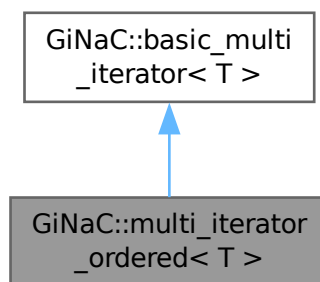 GiNaC::basic_multi
_iterator< T >
GiNaC::multi_iterator
_ordered< T >